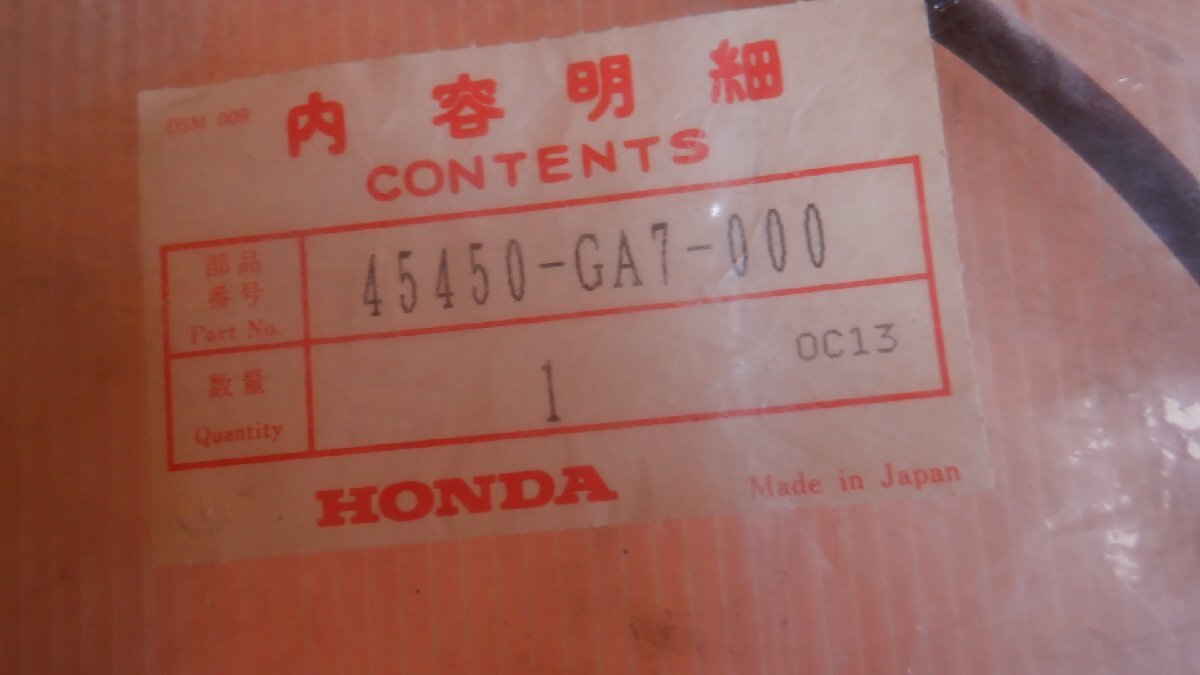 D5M 009
内容明細
CONTENTS
部品
番号
Part No.
45450-GA7-000
数量
Quantity
1
0C13
HONDA
Made in Japan